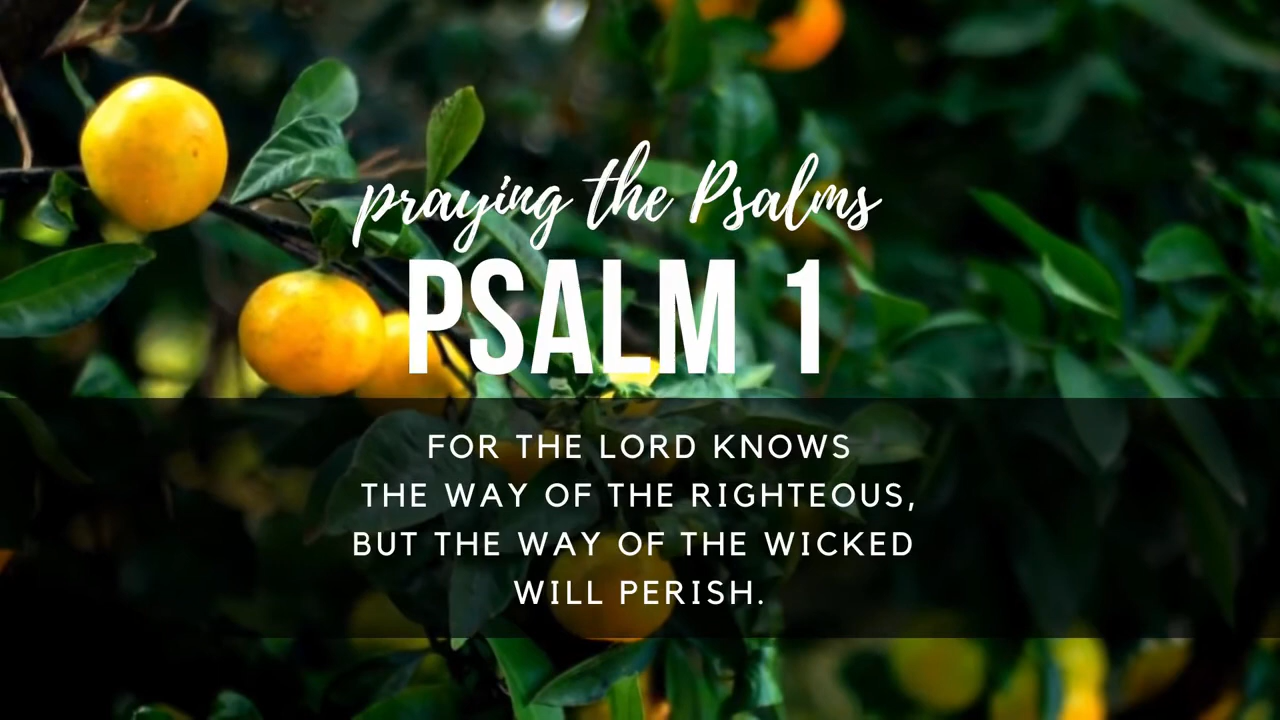 praying the Psalms
PSALM 1
FOR THE LORD KNOWS
THE WAY OF THE RIGHTEOUS,
BUT THE WAY OF THE WICKED
WILL PERISH.